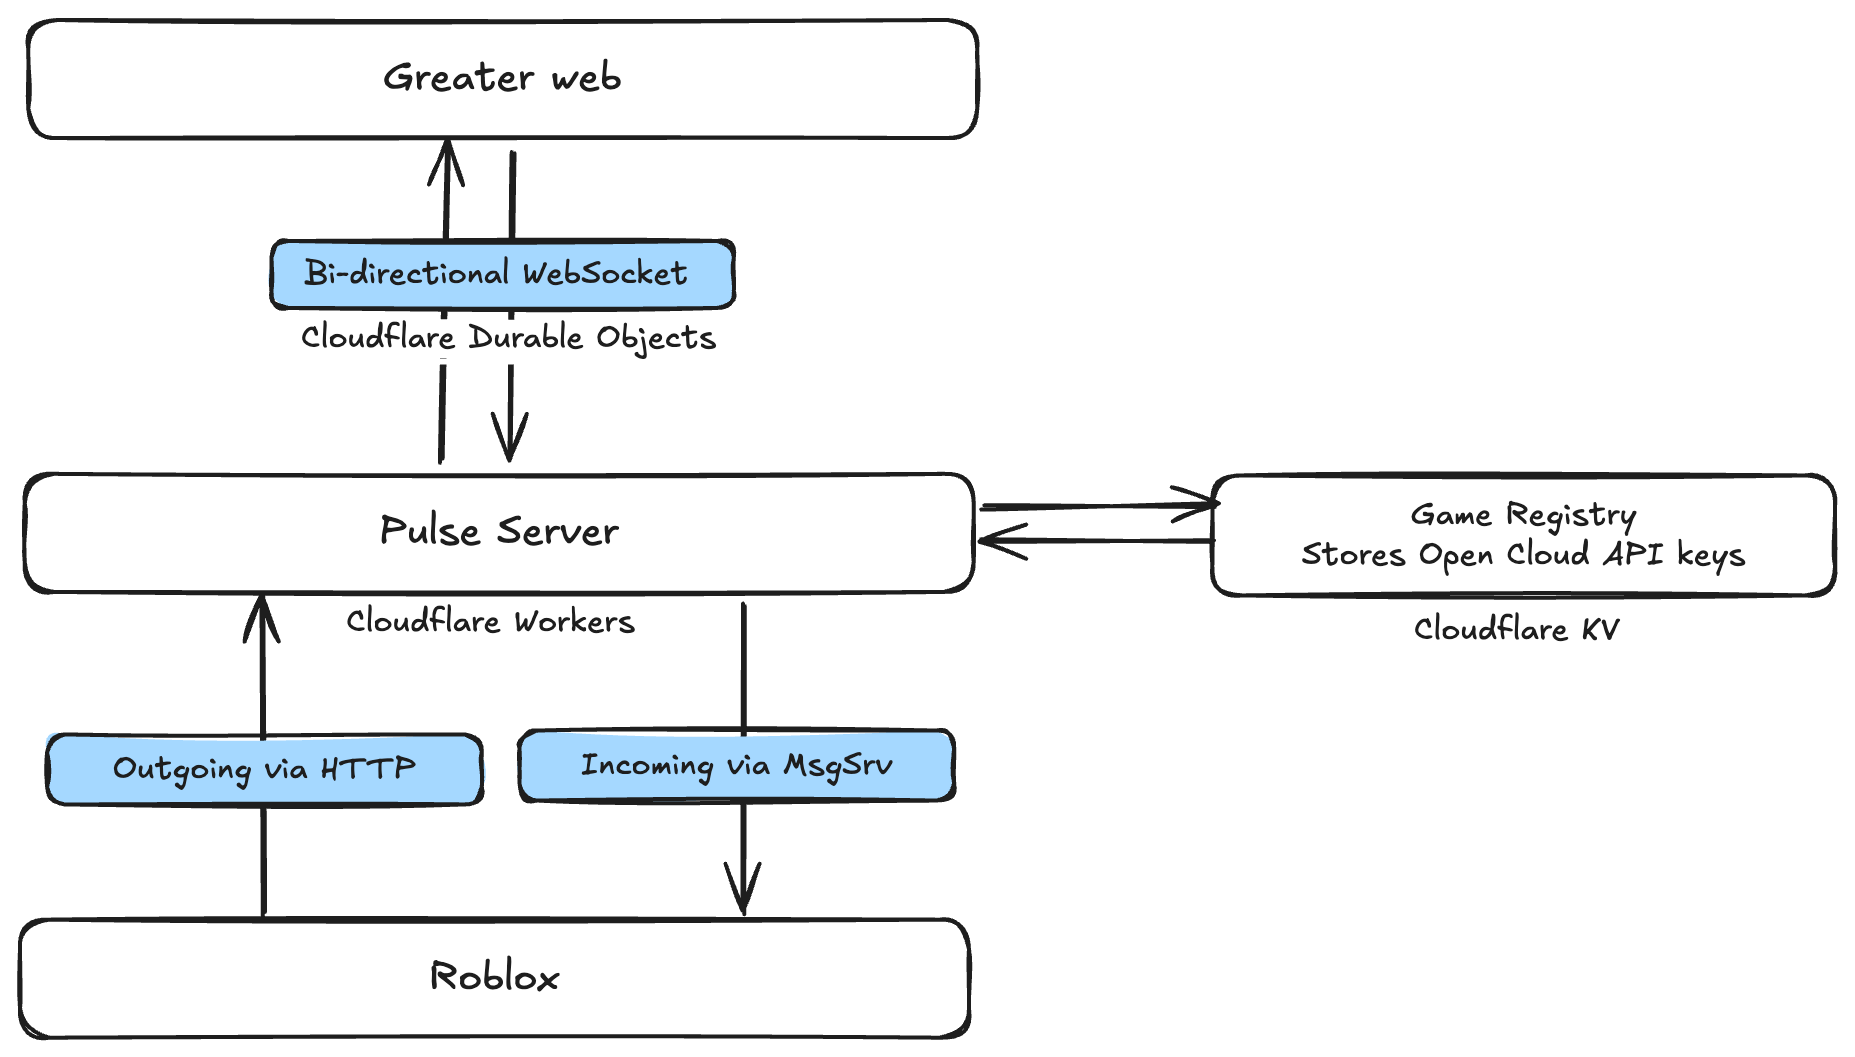 Greater web
Bi-directional WebSocket
Cloudflare Durable Objects
Pulse Server
Game Registry
Stores Open Cloud API keys
Cloudflare Workers
Cloudflare KV
Outgoing via HTTP
Incoming via MsgSrv
Roblox